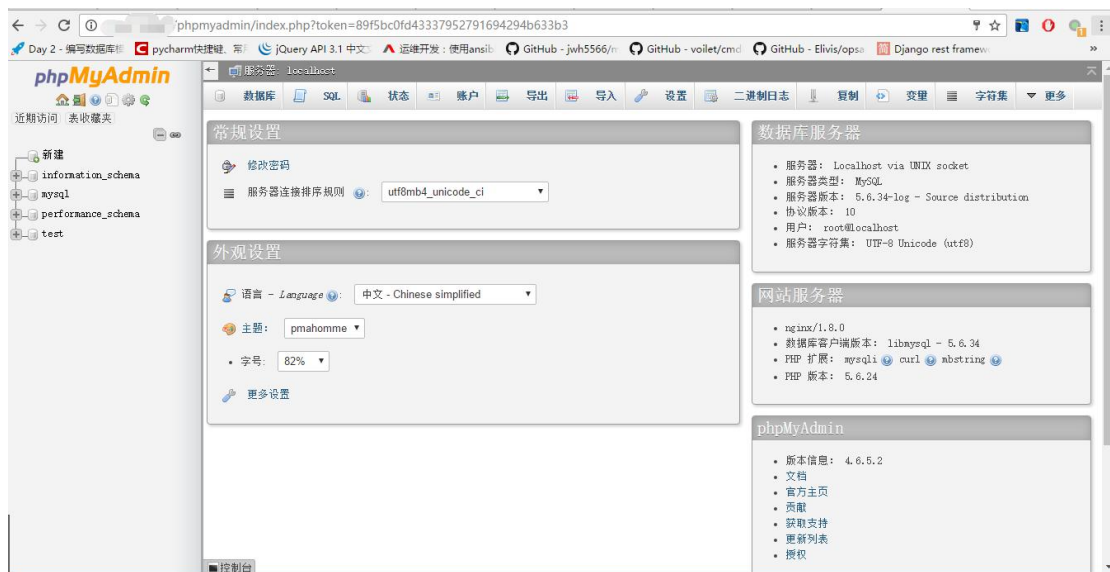 /phpmyadmin/index.php?token=89f5bc0fd43337952791694294b633b3
Day 2 - 编写数据库 pycharm快捷键、常 jQuery API 3.1 中文 运维开发：使用ansib GitHub - jwh5566/ GitHub - voilet/cmd GitHub - Elivis/opsa Django rest framew »
phpMyAdmin
近期访问 表收藏夹
新建
information_schema
mysql
performance_schema
test
服务器: localhost
数据库 SQL 状态 账户 导出 导入 设置 二进制日志 复制 变量 字符集 更多
常规设置
修改密码
服务器连接排序规则 : utf8mb4_unicode_ci
外观设置
语言 - Language : 中文 - Chinese simplified
主题: pmahomme
• 字号: 82%
更多设置
数据库服务器
• 服务器: Localhost via UNIX socket
• 服务器类型: MySQL
• 服务器版本: 5.6.34-log - Source distribution
• 协议版本: 10
• 用户: root@localhost
• 服务器字符集: UTF-8 Unicode (utf8)
网站服务器
• nginx/1.8.0
• 数据库客户端版本: libmysql - 5.6.34
• PHP 扩展: mysqli curl mbstring
• PHP 版本: 5.6.24
phpMyAdmin
• 版本信息: 4.6.5.2
• 文档
• 官方主页
• 贡献
• 获取支持
• 更新列表
• 授权
控制台